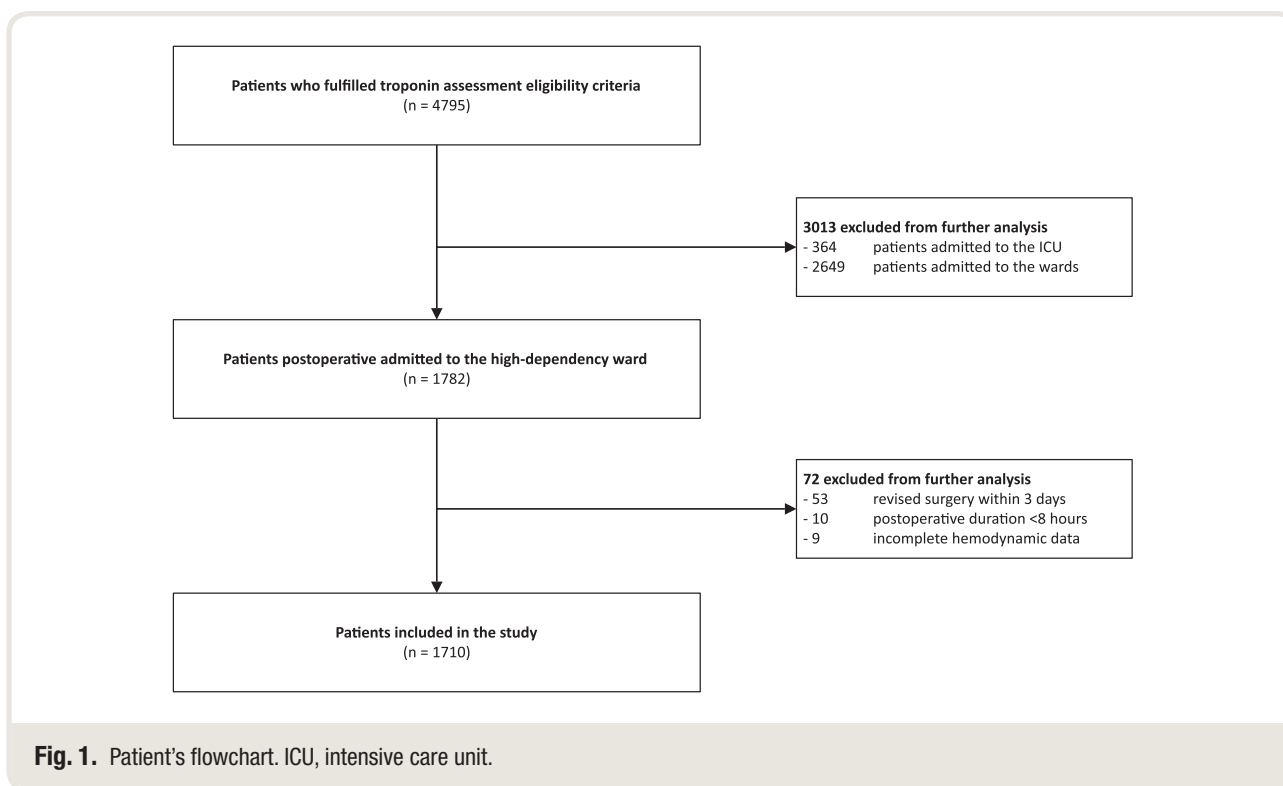 Patients who fulfilled troponin assessment eligibility criteria
(n = 4795)
3013 excluded from further analysis
- 364 patients admitted to the ICU
- 2649 patients admitted to the wards
Patients postoperative admitted to the high-dependency ward
(n = 1782)
72 excluded from further analysis
- 53 revised surgery within 3 days
- 10 postoperative duration <8 hours
- 9 incomplete hemodynamic data
Patients included in the study
(n = 1710)
Fig. 1. Patient’s flowchart. ICU, intensive care unit.